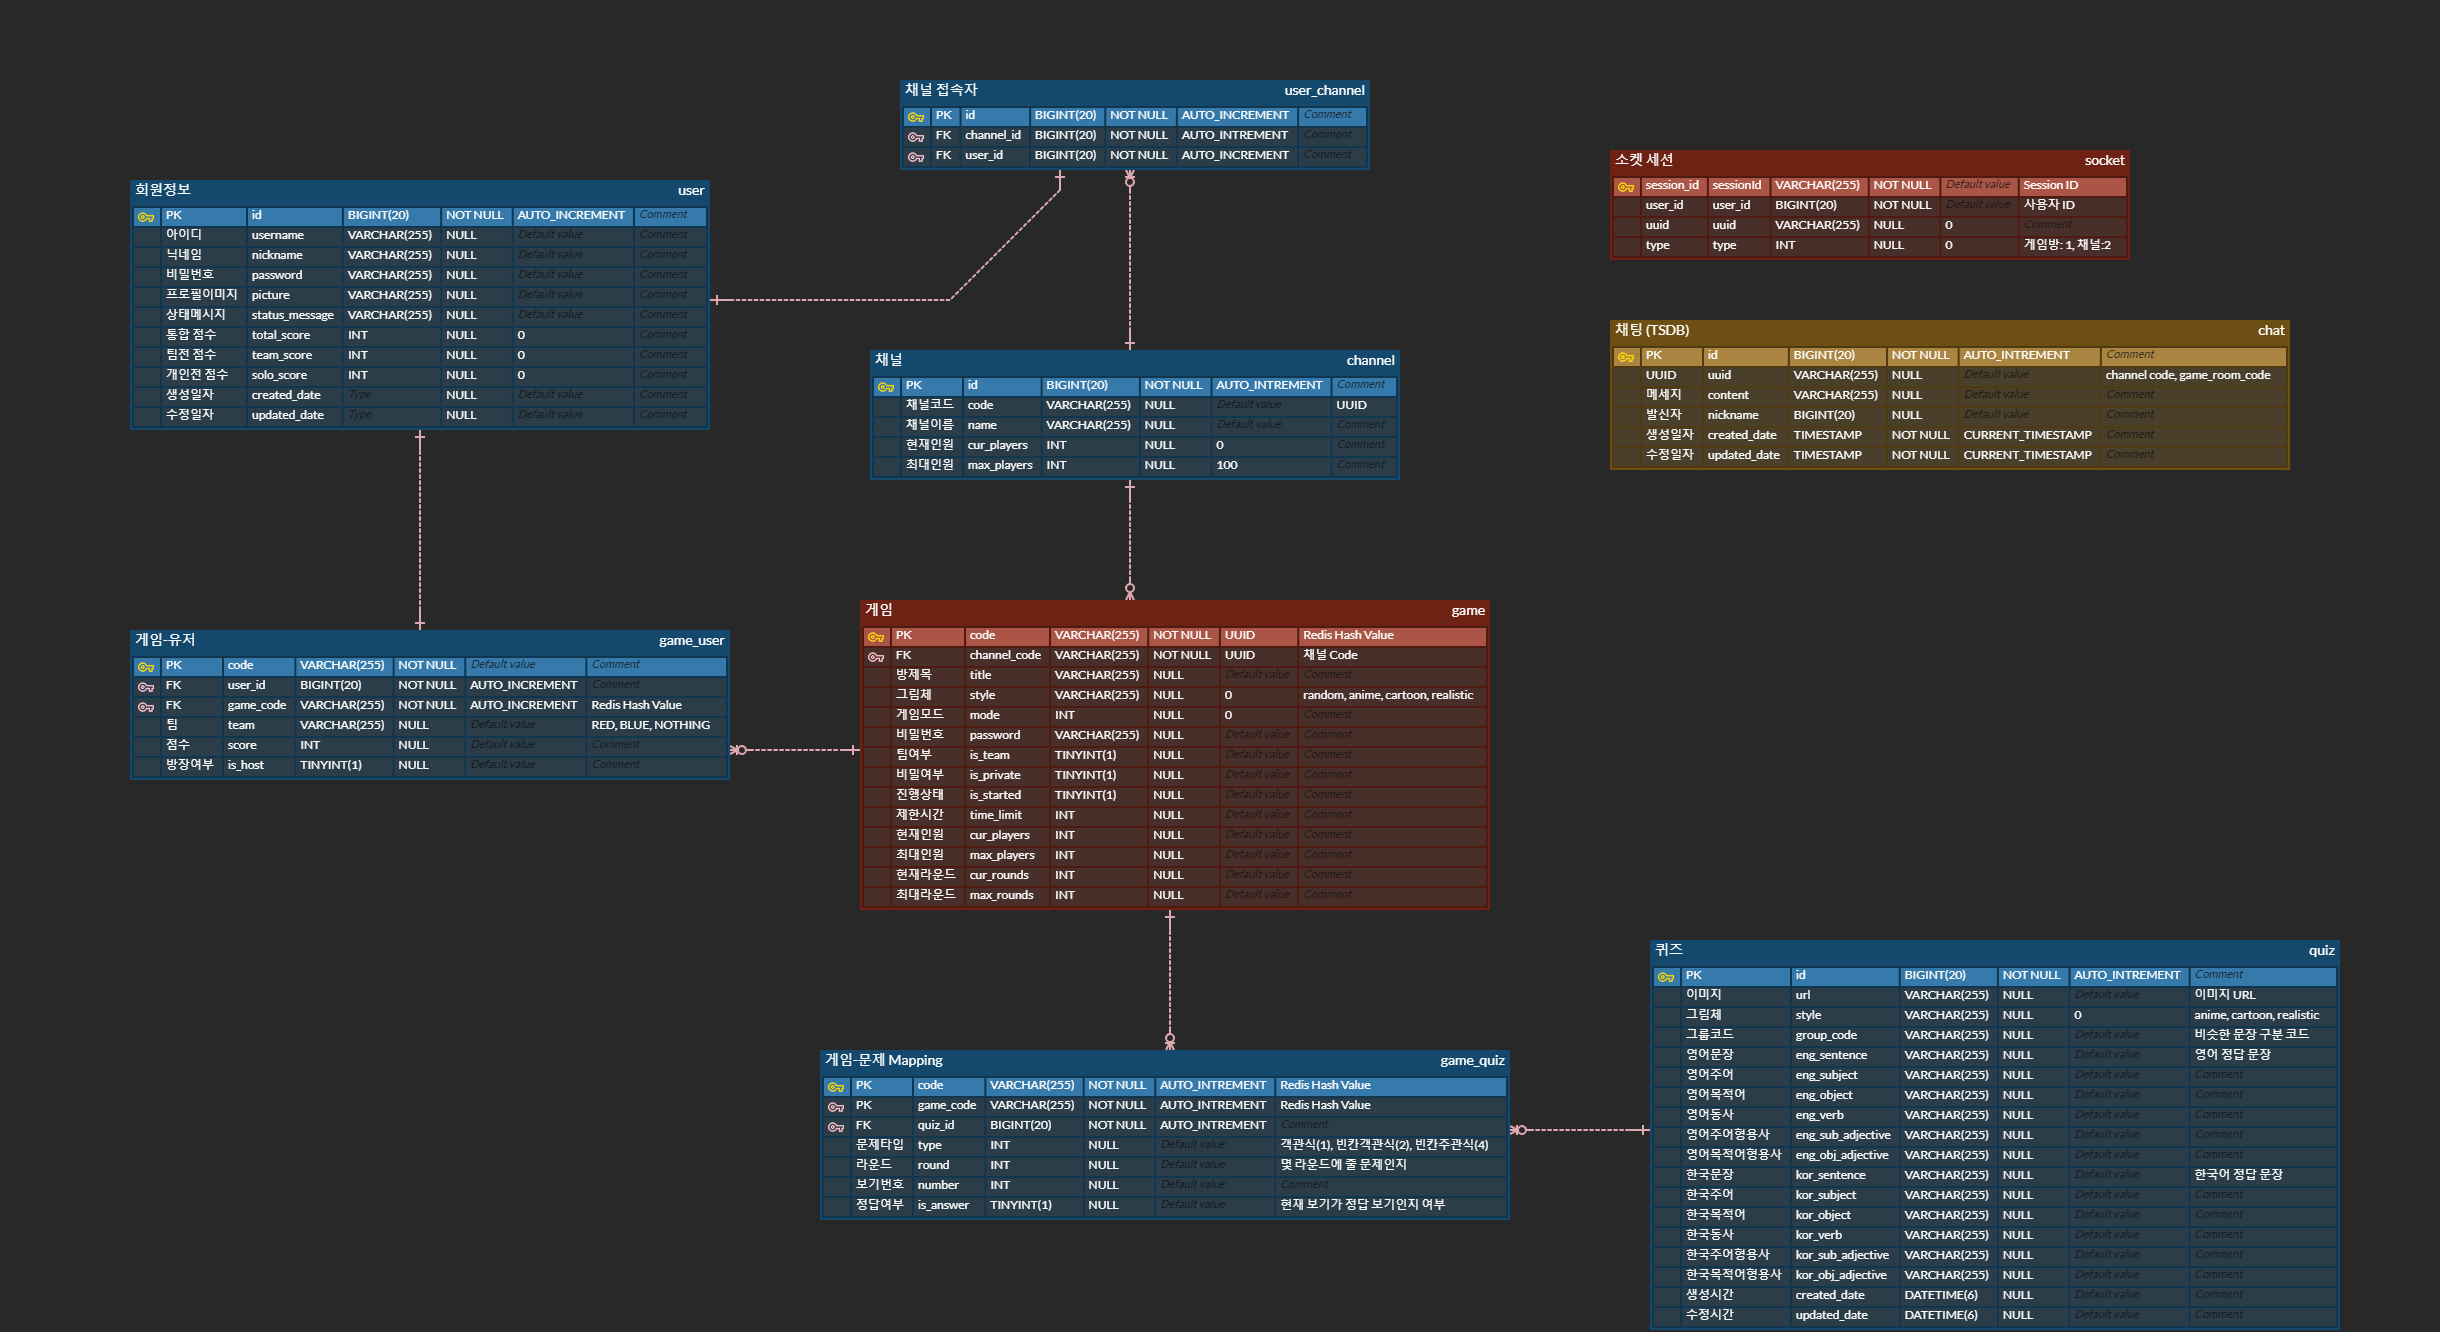 채널 접속자 user_channel
PK id BIGINT(20) NOT NULL AUTO_INCREMENT Comment
FK channel_id BIGINT(20) NOT NULL AUTO_INTREMENT Comment
FK user_id BIGINT(20) NOT NULL AUTO_INCREMENT Comment
회원정보 user
PK id BIGINT(20) NOT NULL AUTO_INCREMENT Comment
아이디 username VARCHAR(255) NULL Default value Comment
닉네임 nickname VARCHAR(255) NULL Default value Comment
비밀번호 password VARCHAR(255) NULL Default value Comment
프로필이미지 picture VARCHAR(255) NULL Default value Comment
상태메시지 status_message VARCHAR(255) NULL Default value Comment
통합 점수 total_score INT NULL 0 Comment
팀전 점수 team_score INT NULL 0 Comment
개인전 점수 solo_score INT NULL 0 Comment
생성일자 created_date Type NULL Default value Comment
수정일자 updated_date Type NULL Default value Comment
소켓 세션 socket
session_id sessionId VARCHAR(255) NOT NULL Default value Session ID
user_id user_id BIGINT(20) NOT NULL Default value 사용자 ID
uuid uuid VARCHAR(255) NULL 0 Comment
type type INT NULL 0 게임방: 1, 채널:2
채팅 (TSDB) chat
PK id BIGINT(20) NOT NULL AUTO_INTREMENT Comment
UUID uuid VARCHAR(255) NULL Default value channel code, game_room_code
메세지 content VARCHAR(255) NULL Default value Comment
발신자 nickname BIGINT(20) NULL Default value Comment
생성일자 created_date TIMESTAMP NOT NULL CURRENT_TIMESTAMP Comment
수정일자 updated_date TIMESTAMP NOT NULL CURRENT_TIMESTAMP Comment
채널 channel
PK id BIGINT(20) NOT NULL AUTO_INTREMENT Comment
채널코드 code VARCHAR(255) NULL Default value UUID
채널이름 name VARCHAR(255) NULL Default value Comment
현재인원 cur_players INT NULL 0 Comment
최대인원 max_players INT NULL 100 Comment
게임-유저 game_user
PK code VARCHAR(255) NOT NULL Default value Comment
FK user_id BIGINT(20) NOT NULL AUTO_INCREMENT Comment
FK game_code VARCHAR(255) NOT NULL AUTO_INCREMENT Redis Hash Value
팀 team VARCHAR(255) NULL Default value RED, BLUE, NOTHING
점수 score INT NULL Default value Comment
방장여부 is_host TINYINT(1) NULL Default value Comment
게임 game
PK code VARCHAR(255) NOT NULL UUID Redis Hash Value
FK channel_code VARCHAR(255) NOT NULL UUID 채널 Code
방제목 title VARCHAR(255) NULL Default value Comment
그림체 style VARCHAR(255) NULL 0 random, anime, cartoon, realistic
게임모드 mode INT NULL 0 Comment
비밀번호 password VARCHAR(255) NULL Default value Comment
팀여부 is_team TINYINT(1) NULL Default value Comment
비밀여부 is_private TINYINT(1) NULL Default value Comment
진행상태 is_started TINYINT(1) NULL Default value Comment
제한시간 time_limit INT NULL Default value Comment
현재인원 cur_players INT NULL Default value Comment
최대인원 max_players INT NULL Default value Comment
현재라운드 cur_rounds INT NULL Default value Comment
최대라운드 max_rounds INT NULL Default value Comment
게임-문제 Mapping game_quiz
PK code VARCHAR(255) NOT NULL AUTO_INTREMENT Redis Hash Value
PK game_code VARCHAR(255) NOT NULL AUTO_INTREMENT Redis Hash Value
FK quiz_id BIGINT(20) NOT NULL AUTO_INCREMENT Comment
문제타입 type INT NULL Default value 객관식(1), 빈칸객관식(2), 빈칸주관식(4)
라운드 round INT NULL Default value 몇 라운드에 줄 문제인지
보기번호 number INT NULL Default value Comment
정답여부 is_answer TINYINT(1) NULL Default value 현재 보기가 정답 보기인지 여부
퀴즈 quiz
PK id BIGINT(20) NOT NULL AUTO_INTREMENT Comment
이미지 url VARCHAR(255) NULL Default value 이미지 URL
그림체 style VARCHAR(255) NULL 0 anime, cartoon, realistic
그룹코드 group_code VARCHAR(255) NULL Default value 비슷한 문장 구분 코드
영어문장 eng_sentence VARCHAR(255) NULL Default value 영어 정답 문장
영어주어 eng_subject VARCHAR(255) NULL Default value Comment
영어목적어 eng_object VARCHAR(255) NULL Default value Comment
영어동사 eng_verb VARCHAR(255) NULL Default value Comment
영어주어형용사 eng_sub_adjective VARCHAR(255) NULL Default value Comment
영어목적어형용사 eng_obj_adjective VARCHAR(255) NULL Default value Comment
한국문장 kor_sentence VARCHAR(255) NULL Default value 한국어 정답 문장
한국주어 kor_subject VARCHAR(255) NULL Default value Comment
한국목적어 kor_object VARCHAR(255) NULL Default value Comment
한국동사 kor_verb VARCHAR(255) NULL Default value Comment
한국주어형용사 kor_sub_adjective VARCHAR(255) NULL Default value Comment
한국목적어형용사 kor_obj_adjective VARCHAR(255) NULL Default value Comment
생성시간 created_date DATETIME(6) NULL Default value Comment
수정시간 updated_date DATETIME(6) NULL Default value Comment